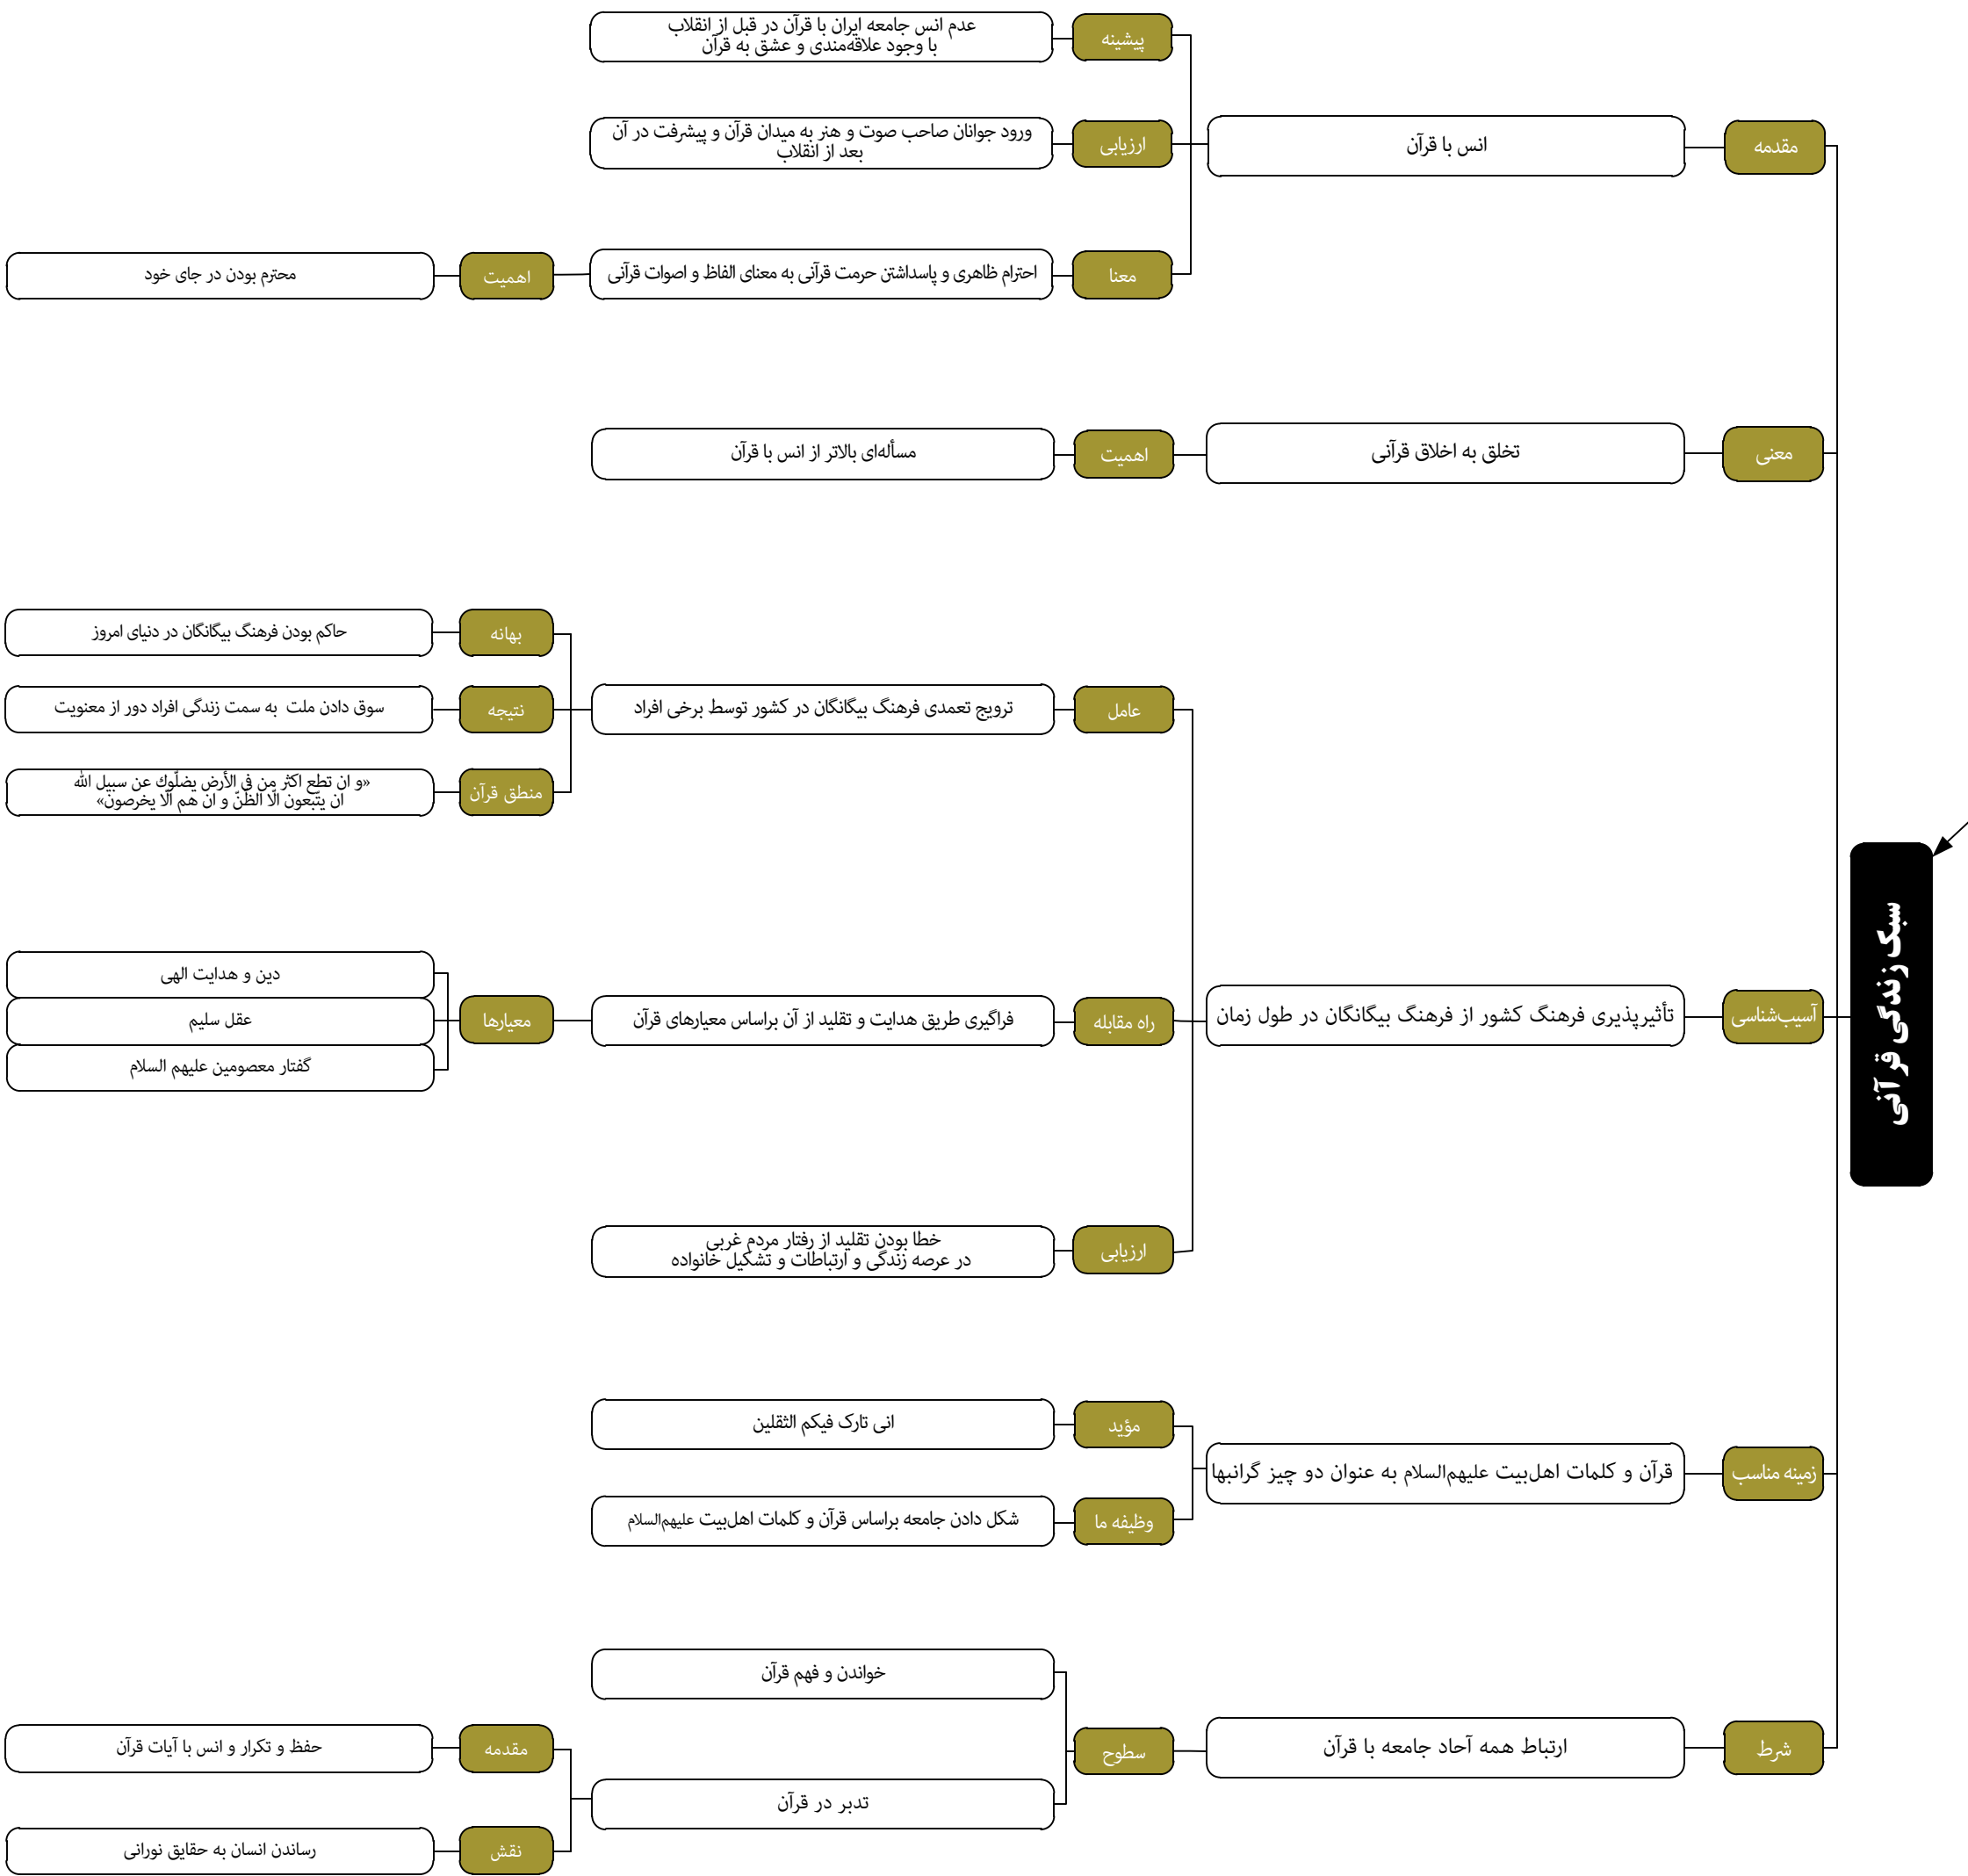 سبک زندگی قرآنی
مقدمه
انس با قرآن
پیشینه
عدم انس جامعه ایران با قرآن در قبل از انقلاب
با وجود علاقه‌مندی و عشق به قرآن
ارزیابی
ورود جوانان صاحب صوت و هنر به میدان قرآن و پیشرفت در آن
بعد از انقلاب
معنا
احترام ظاهری و پاسداشتن حرمت قرآنی به معنای الفاظ و اصوات قرآنی
اهمیت
محترم بودن در جای خود
معنی
تخلق به اخلاق قرآنی
اهمیت
مسأله‌ای بالاتر از انس با قرآن
آسیب‌شناسی
تأثیرپذیری فرهنگ کشور از فرهنگ بیگانگان در طول زمان
عامل
ترویج تعمدی فرهنگ بیگانگان در کشور توسط برخی افراد
بهانه
حاکم بودن فرهنگ بیگانگان در دنیای امروز
نتیجه
سوق دادن ملت به سمت زندگی افراد دور از معنویت
منطق قرآن
«و ان تطع اکثر من فی الأرض یضلّوك عن سبیل الله
ان یتّبعون الّا الظّنّ و ان هم الّا یخرصون»
راه مقابله
فراگیری طریق هدایت و تقلید از آن براساس معیارهای قرآن
معیارها
دین و هدایت الهی
عقل سلیم
گفتار معصومین علیهم السلام
ارزیابی
خطا بودن تقلید از رفتار مردم غربی
در عرصه زندگی و ارتباطات و تشکیل خانواده
زمینه مناسب
قرآن و کلمات اهل‌بیت علیهم‌السلام به عنوان دو چیز گرانبها
مؤید
انی تارک فیکم الثقلین
وظیفه ما
شکل دادن جامعه براساس قرآن و کلمات اهل‌بیت علیهم‌السلام
شرط
ارتباط همه آحاد جامعه با قرآن
سطوح
خواندن و فهم قرآن
تدبر در قرآن
مقدمه
حفظ و تکرار و انس با آیات قرآن
نقش
رساندن انسان به حقایق نورانی